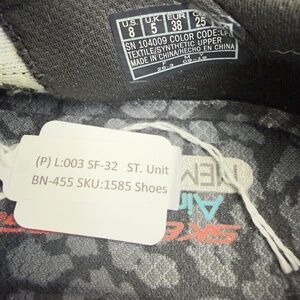 U.S. U.K. EUR CM
8 5 38 25
SN 104009 COLOR CODE:
TEXTILE/SYNTHETIC UPPER
MADE IN CHINA/HECHO EN CHINA
(P) L:003 SF-32 ST. Unit
BN-455 SKU:1585 Shoes